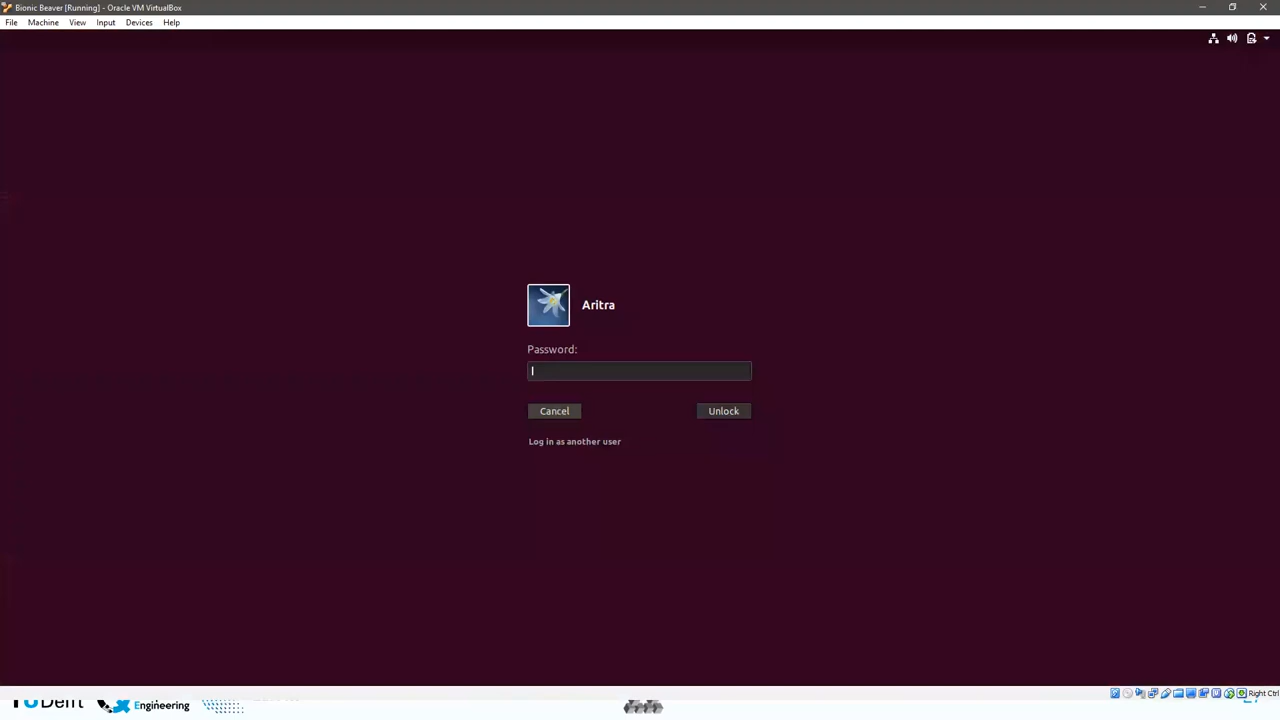 Bionic Beaver [Running] - Oracle VM VirtualBox
File Machine View Input Devices Help
Aritra
Password:
Cancel Unlock
Log in as another user
Right Ctrl
Engineering